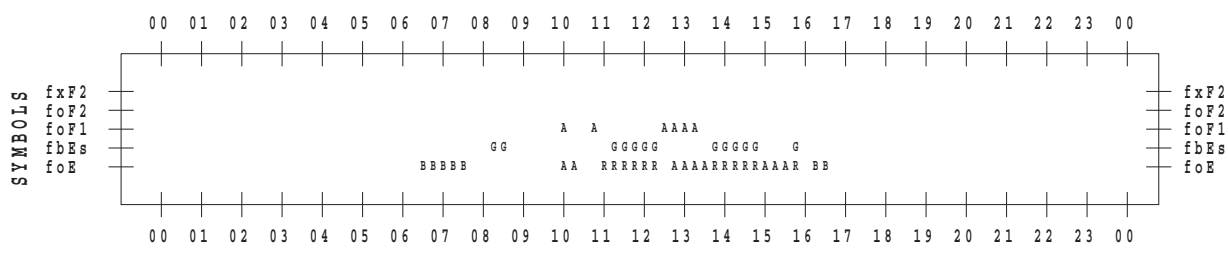 00 01 02 03 04 05 06 07 08 09 10 11 12 13 14 15 16 17 18 19 20 21 22 23 00
SYMBOLS
fxF2 fxF2
foF2 foF2
foF1 A A AAAA foF1
fbEs GG GGGGG GGGGG G fbEs
foE BBBBB AA RRRRRR AAAARRRRRAAAR BB foE
00 01 02 03 04 05 06 07 08 09 10 11 12 13 14 15 16 17 18 19 20 21 22 23 00